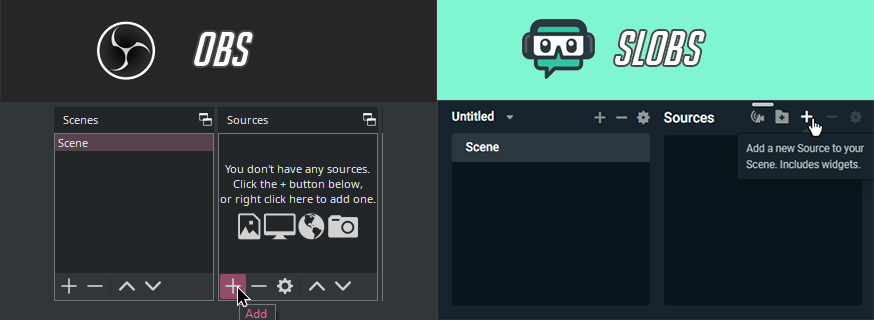 OBS
SLOBS
Scenes
Sources
Scene
You don't have any sources.
Click the + button below,
or right click here to add one.
Add
Untitled
Sources
Scene
Add a new Source to your
Scene. Includes widgets.